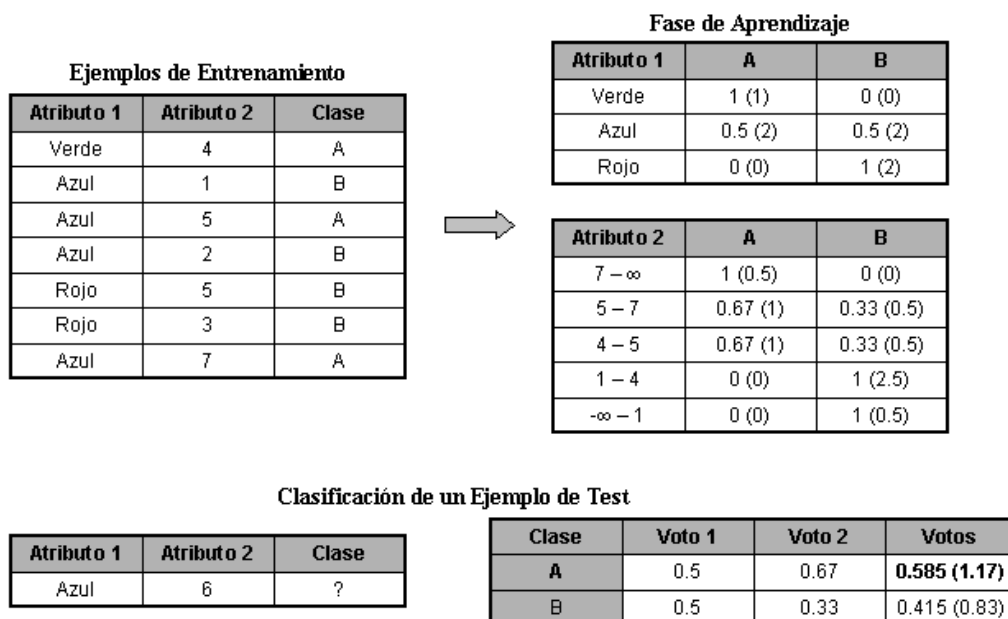 Ejemplos de Entrenamiento
Atributo 1 Atributo 2 Clase
Verde 4 A
Azul 1 B
Azul 5 A
Azul 2 B
Rojo 5 B
Rojo 3 B
Azul 7 A
Fase de Aprendizaje
Atributo 1 A B
Verde 1 (1) 0 (0)
Azul 0.5 (2) 0.5 (2)
Rojo 0 (0) 1 (2)
Atributo 2 A B
7 – ∞ 1 (0.5) 0 (0)
5 – 7 0.67 (1) 0.33 (0.5)
4 – 5 0.67 (1) 0.33 (0.5)
1 – 4 0 (0) 1 (2.5)
-∞ – 1 0 (0) 1 (0.5)
Clasificación de un Ejemplo de Test
Atributo 1 Atributo 2 Clase
Azul 6 ?
Clase Voto 1 Voto 2 Votos
A 0.5 0.67 0.585 (1.17)
B 0.5 0.33 0.415 (0.83)